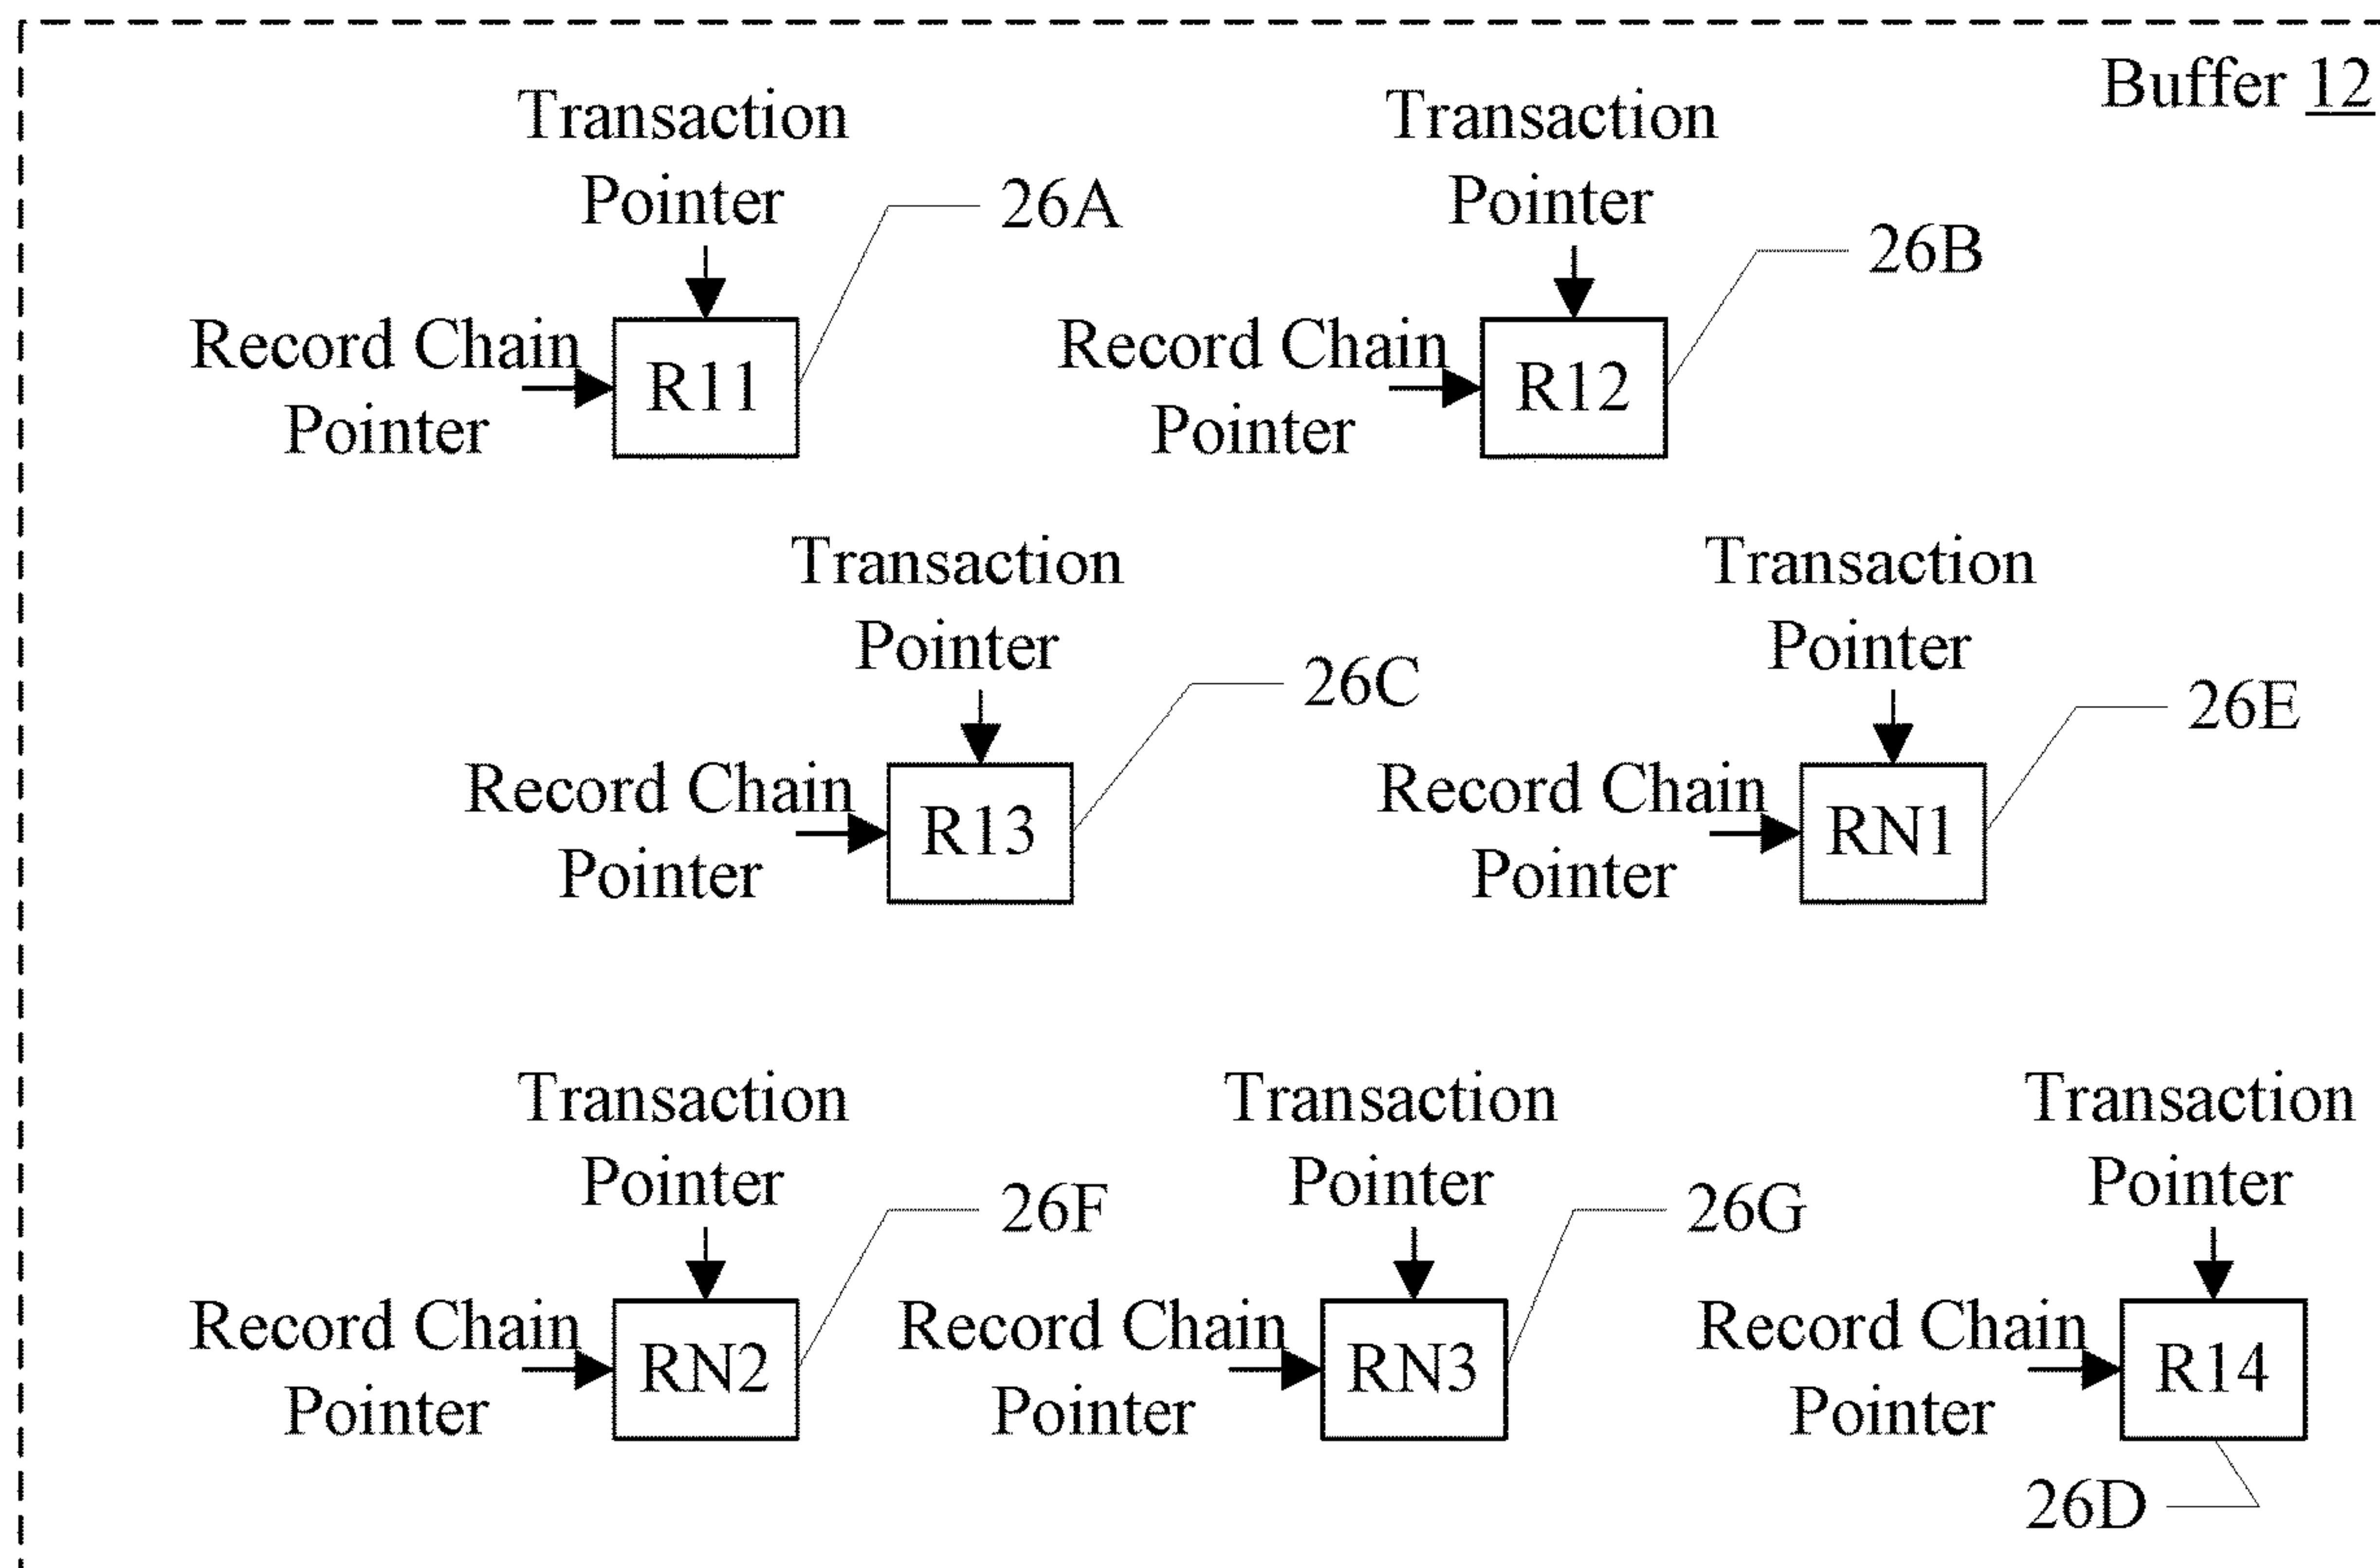 Buffer 12
Transaction
Pointer
26A
Record Chain
Pointer
R11
Transaction
Pointer
26B
Record Chain
Pointer
R12
Transaction
Pointer
26C
Record Chain
Pointer
R13
Transaction
Pointer
26E
Record Chain
Pointer
RN1
Transaction
Pointer
26F
Record Chain
Pointer
RN2
Transaction
Pointer
26G
Record Chain
Pointer
RN3
Transaction
Pointer
Record Chain
Pointer
R14
26D